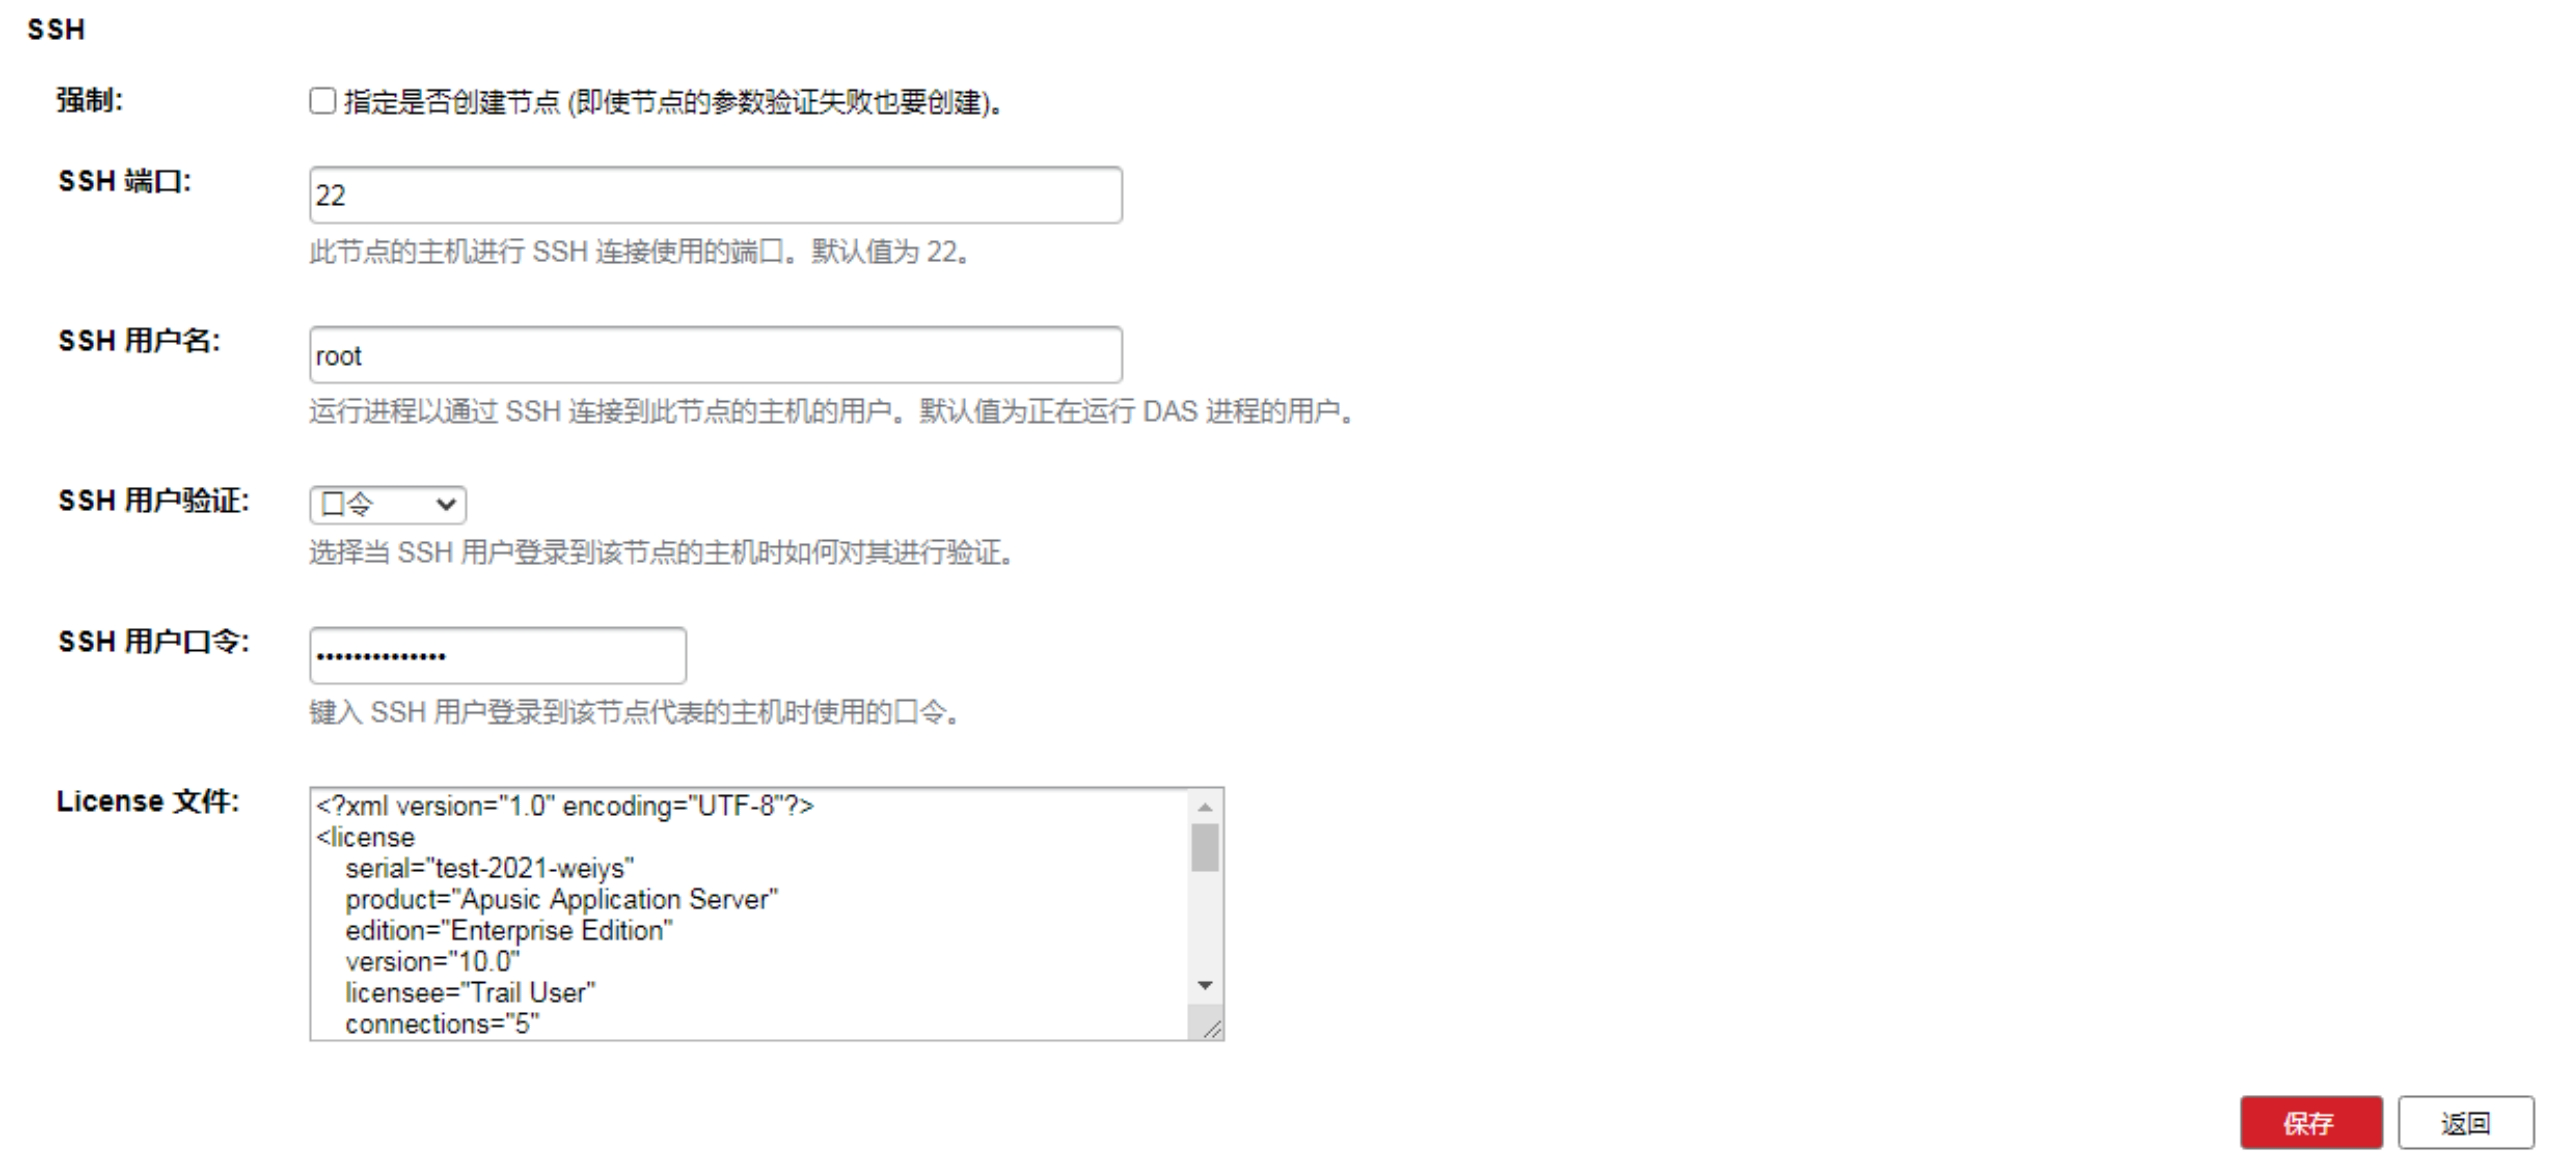 SSH
强制: 指定是否创建节点 (即使节点的参数验证失败也要创建)。
SSH 端口: 22
此节点的主机进行 SSH 连接使用的端口。默认值为 22。
SSH 用户名: root
运行进程以通过 SSH 连接到此节点的主机的用户。默认值为正在运行 DAS 进程的用户。
SSH 用户验证: 口令
选择当 SSH 用户登录到该节点的主机时如何对其进行验证。
SSH 用户口令: ••••••••••••••
键入 SSH 用户登录到该节点代表的主机时使用的口令。
License 文件: <?xml version="1.0" encoding="UTF-8"?>
<license
serial="test-2021-weiys"
product="Apusic Application Server"
edition="Enterprise Edition"
version="10.0"
licensee="Trail User"
connections="5"
保存 返回